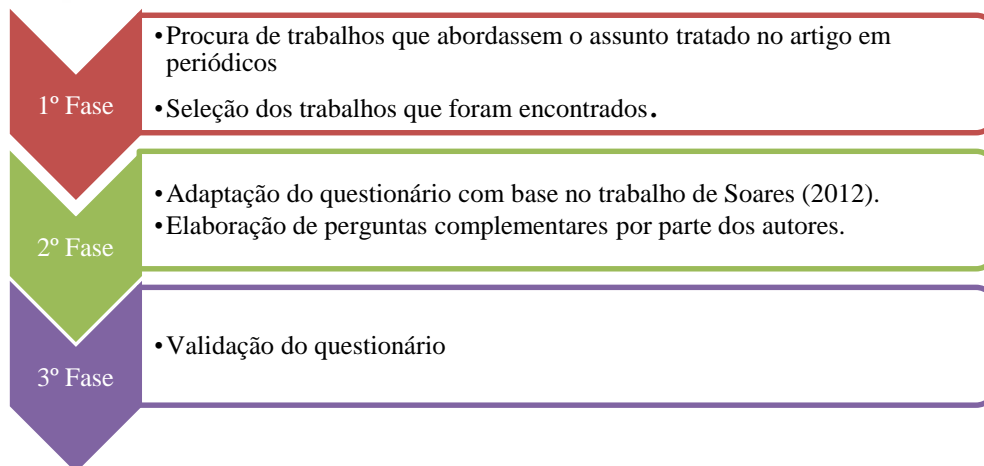 1º Fase
•Procura de trabalhos que abordassem o assunto tratado no artigo em
periódicos
•Seleção dos trabalhos que foram encontrados.
2º Fase
•Adaptação do questionário com base no trabalho de Soares (2012).
•Elaboração de perguntas complementares por parte dos autores.
3º Fase
•Validação do questionário